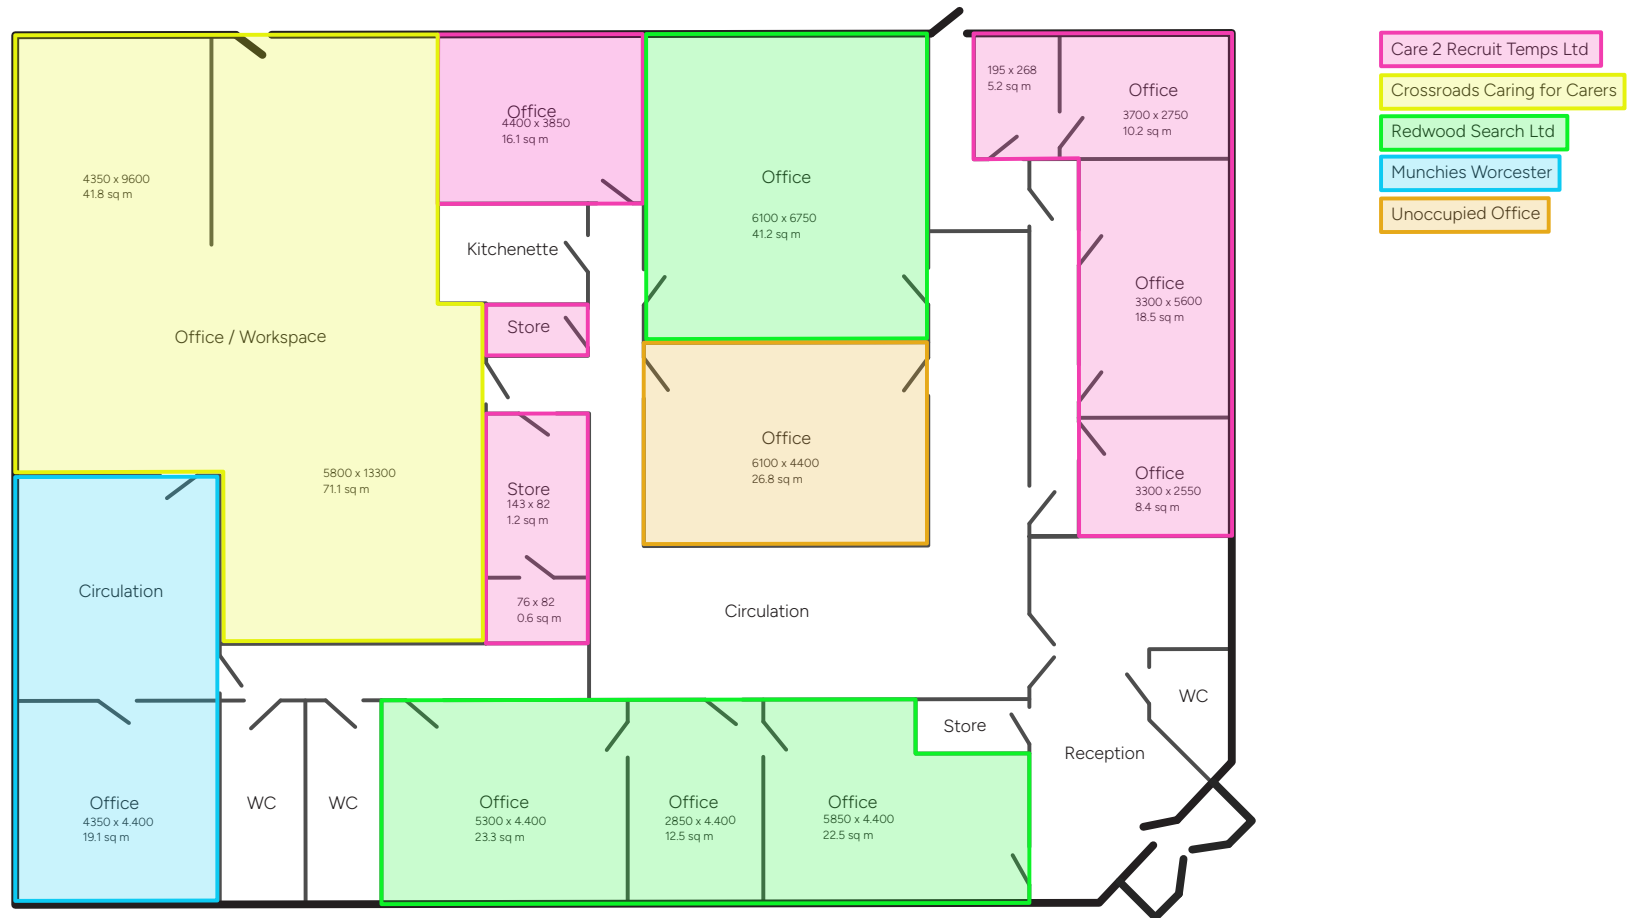 Care 2 Recruit Temps Ltd
Crossroads Caring for Carers
Redwood Search Ltd
Munchies Worcester
Unoccupied Office
195 x 268
5.2 sq m
Office
3700 x 2750
10.2 sq m
Office
4400 x 3850
16.1 sq m
4350 x 9600
41.8 sq m
Office
6100 x 6750
41.2 sq m
Kitchenette
Office
3300 x 5600
18.5 sq m
Store
Office / Workspace
Office
6100 x 4400
26.8 sq m
5800 x 13300
71.1 sq m
Store
143 x 82
1.2 sq m
Office
3300 x 2550
8.4 sq m
Circulation
76 x 82
0.6 sq m
Circulation
WC
Store
Reception
Office
4350 x 4.400
19.1 sq m
WC
WC
Office
5300 x 4.400
23.3 sq m
Office
2850 x 4.400
12.5 sq m
Office
5850 x 4.400
22.5 sq m